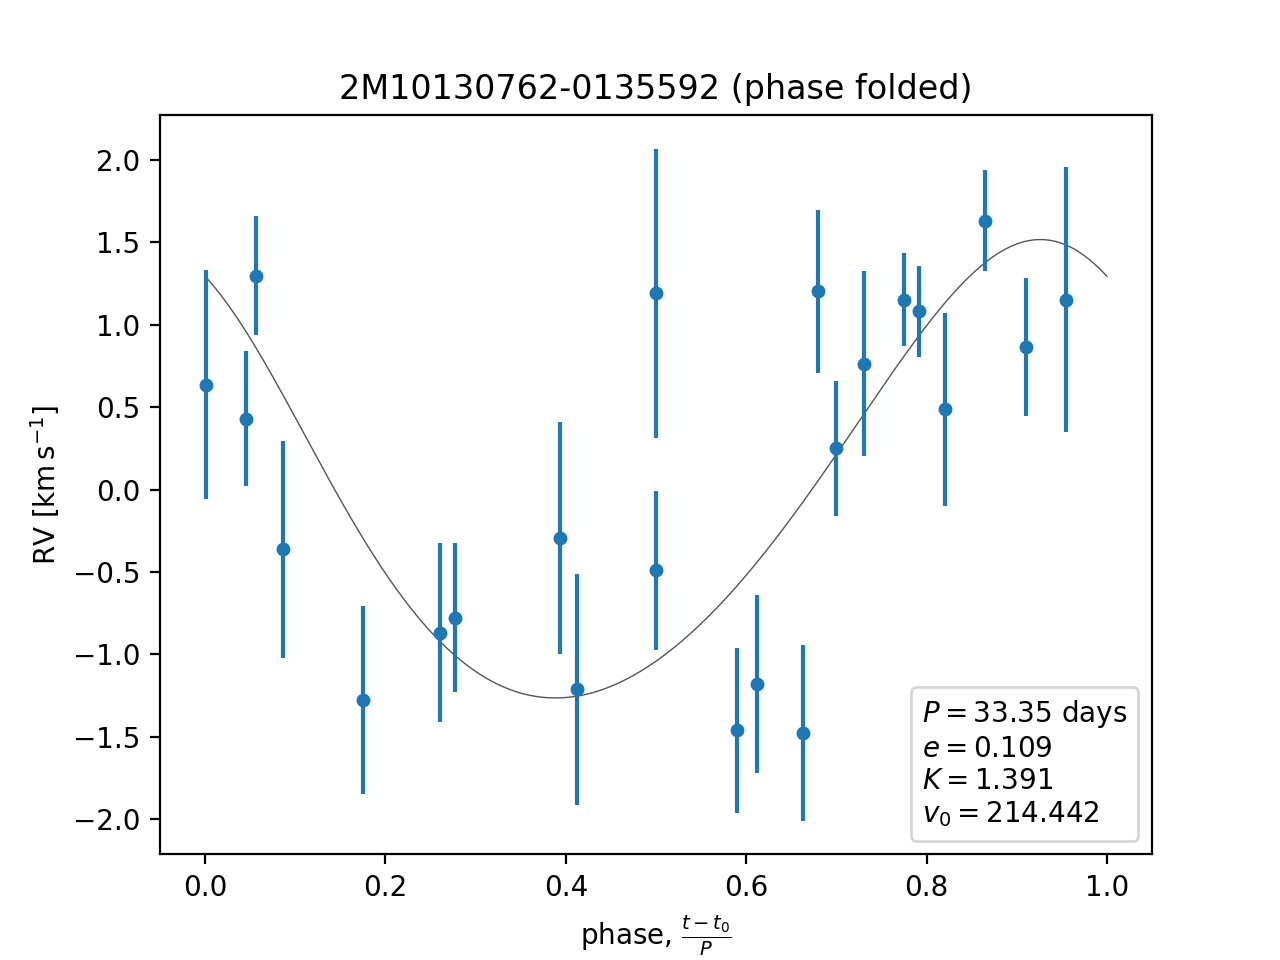 2M10130762-0135592 (phase folded)
2.0
1.5
1.0
0.5
0.0
−0.5
−1.0
−1.5
−2.0
RV [km s⁻¹]
P = 33.35 days
e = 0.109
K = 1.391
v₀ = 214.442
0.0 0.2 0.4 0.6 0.8 1.0
phase, (t − t₀)/P